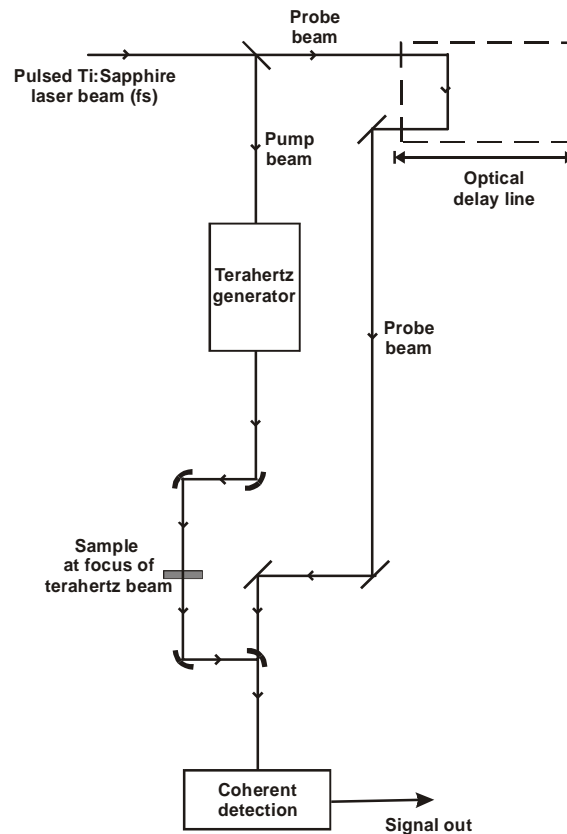 Probe
beam
Pulsed Ti:Sapphire
laser beam (fs)
Pump
beam
Optical
delay line
Terahertz
generator
Probe
beam
Sample
at focus of
terahertz beam
Coherent
detection
Signal out